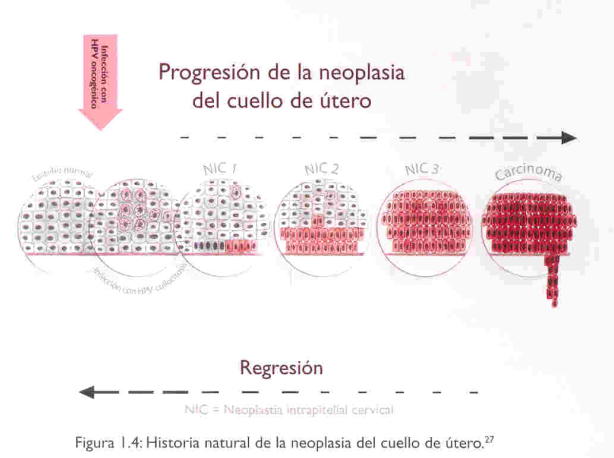 Infección con
HPV oncogénico
Progresión de la neoplasia
del cuello de útero
Epitelio normal
Infección con HPV
NIC 1
NIC 2
NIC 3
Carcinoma
Regresión
NIC = Neoplastia intrapitelial cervical
Figura 1.4: Historia natural de la neoplasia del cuello de útero.²⁷